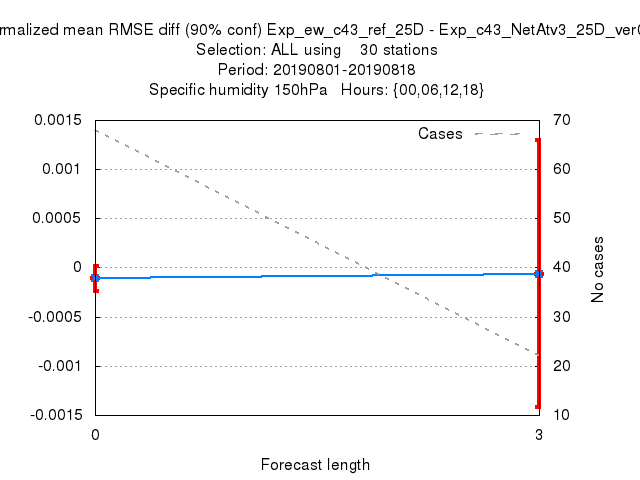 rmalized mean RMSE diff (90% conf) Exp_ew_c43_ref_25D - Exp_c43_NetAtv3_25D_ver
Selection: ALL using 30 stations
Period: 20190801-20190818
Specific humidity 150hPa Hours: {00,06,12,18}
0.0015
0.001
0.0005
0
-0.0005
-0.001
-0.0015
70
60
50
40
30
20
10
Cases
No cases
0
3
Forecast length